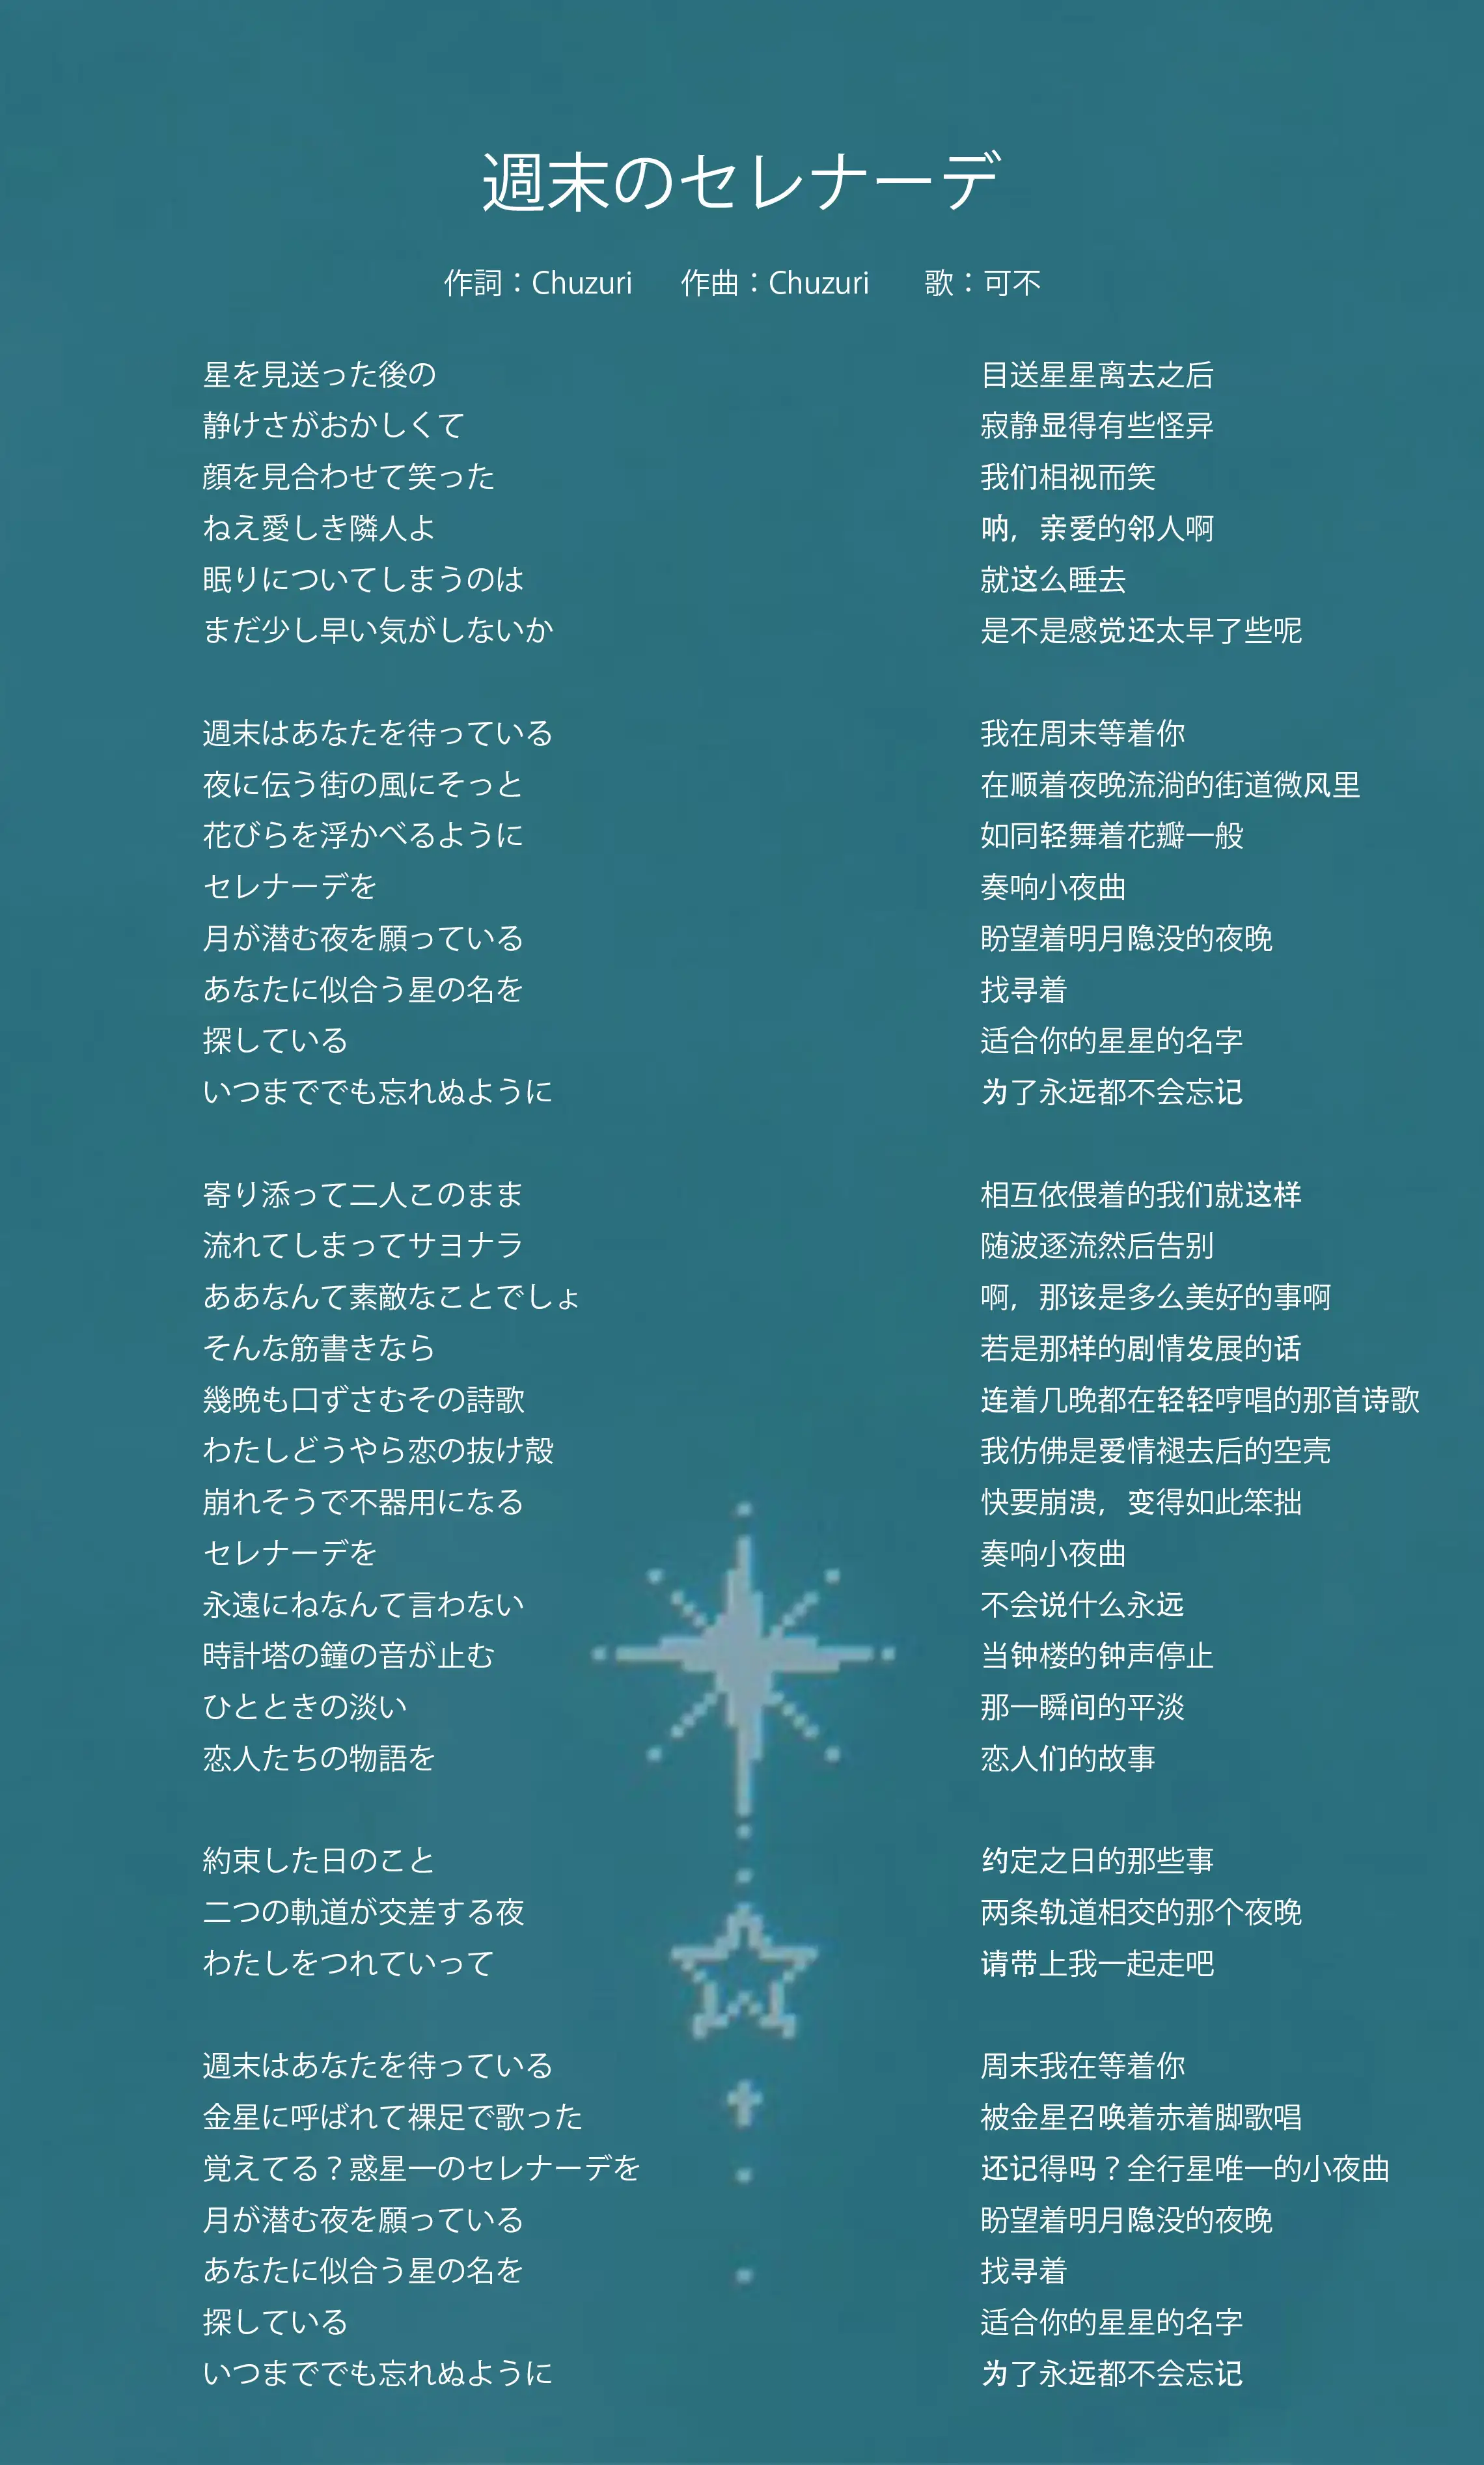 週末のセレナーデ
作詞：Chuzuri 作曲：Chuzuri 歌：可不
星を見送った後の
静けさがおかしくて
顔を見合わせて笑った
ねえ愛しき隣人よ
眠りについてしまうのは
まだ少し早い気がしないか
週末はあなたを待っている
夜に伝う街の風にそっと
花びらを浮かべるように
セレナーデを
月が潜む夜を願っている
あなたに似合う星の名を
探している
いつまででも忘れぬように
寄り添って二人このまま
流れてしまってサヨナラ
ああなんて素敵なことでしょ
そんな筋書きなら
幾晩も口ずさむその詩歌
わたしどうやら恋の抜け殻
崩れそうで不器用になる
セレナーデを
永遠にねなんて言わない
時計塔の鐘の音が止む
ひとときの淡い
恋人たちの物語を
約束した日のこと
二つの軌道が交差する夜
わたしをつれていって
週末はあなたを待っている
金星に呼ばれて裸足で歌った
覚えてる？惑星一のセレナーデを
月が潜む夜を願っている
あなたに似合う星の名を
探している
いつまででも忘れぬように
目送星星离去之后
寂静显得有些怪异
我们相视而笑
呐，亲爱的邻人啊
就这么睡去
是不是感觉还太早了些呢
我在周末等着你
在顺着夜晚流淌的街道微风里
如同轻舞着花瓣一般
奏响小夜曲
盼望着明月隐没的夜晚
找寻着
适合你的星星的名字
为了永远都不会忘记
相互依偎着的我们就这样
随波逐流然后告别
啊，那该是多么美好的事啊
若是那样的剧情发展的话
连着几晚都在轻轻哼唱的那首诗歌
我仿佛是爱情褪去后的空壳
快要崩溃，变得如此笨拙
奏响小夜曲
不会说什么永远
当钟楼的钟声停止
那一瞬间的平淡
恋人们的故事
约定之日的那些事
两条轨道相交的那个夜晚
请带上我一起走吧
周末我在等着你
被金星召唤着赤着脚歌唱
还记得吗？全行星唯一的小夜曲
盼望着明月隐没的夜晚
找寻着
适合你的星星的名字
为了永远都不会忘记